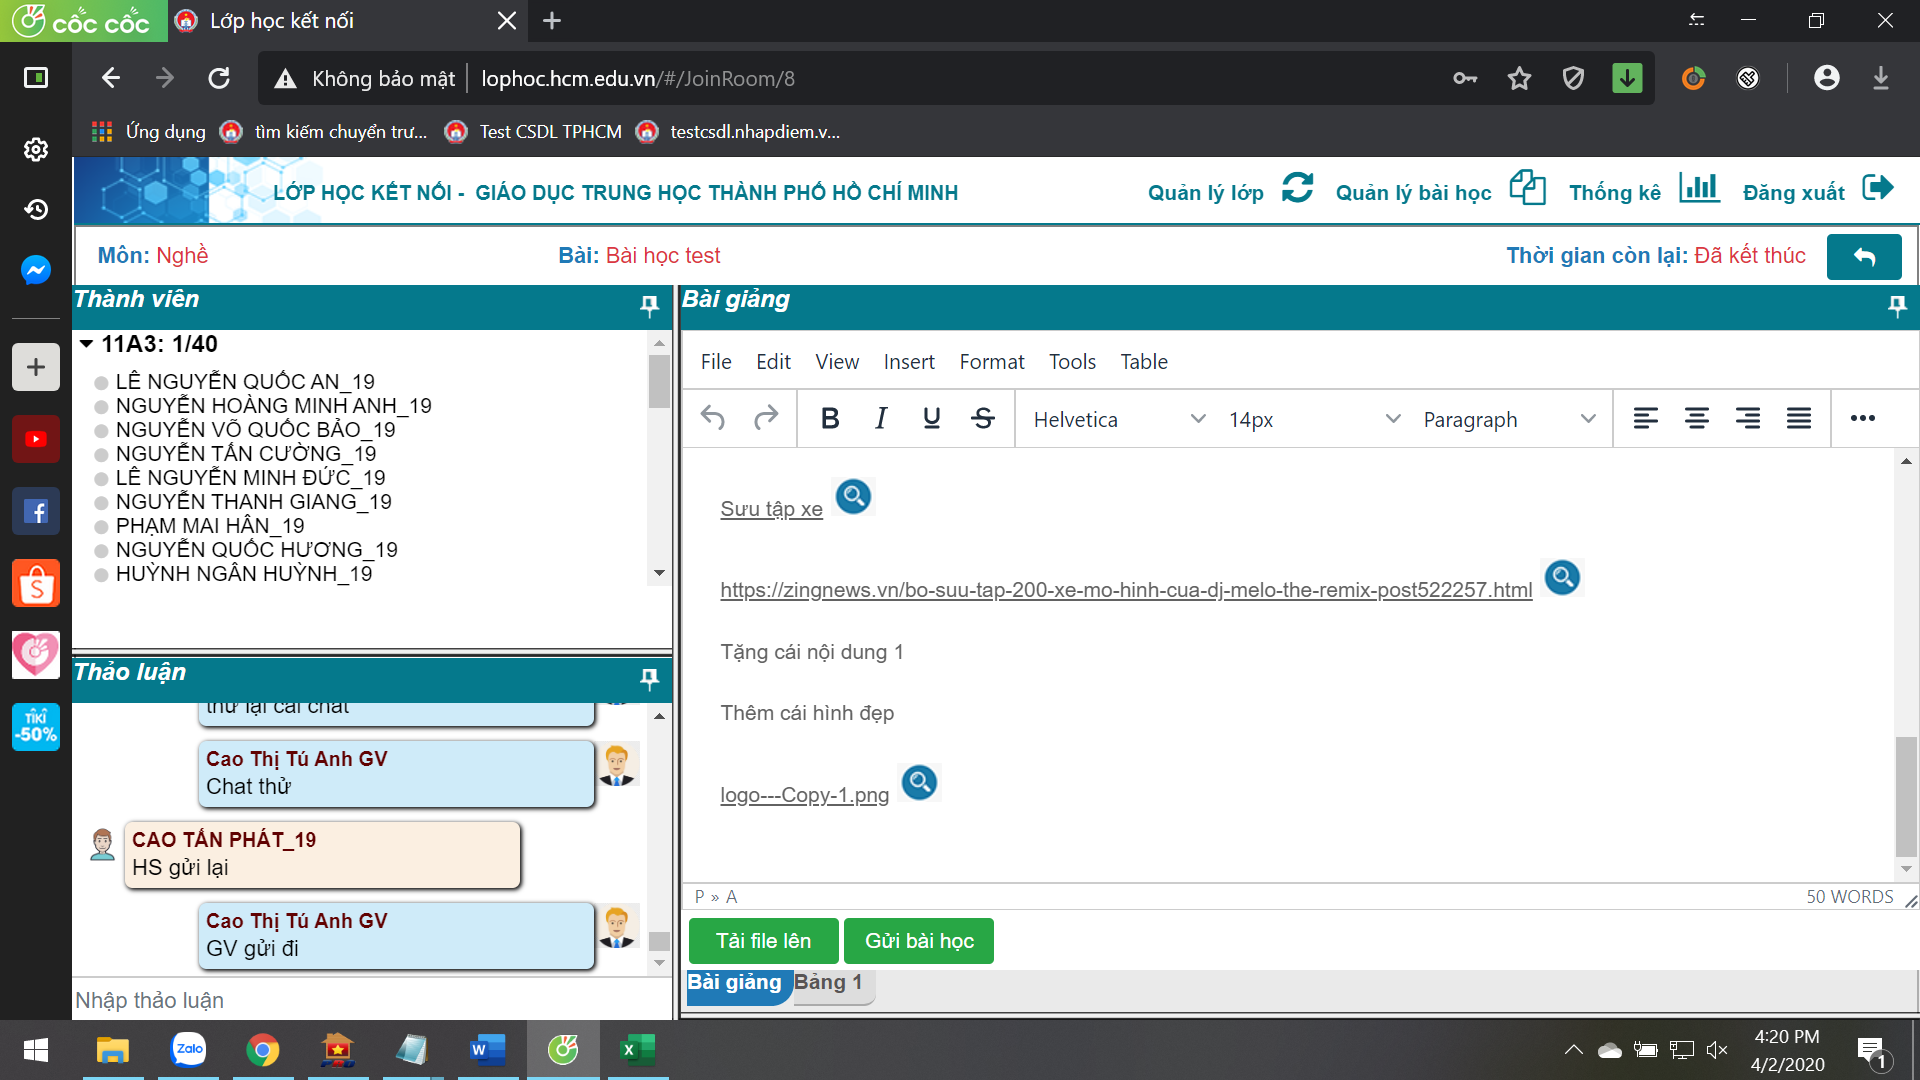 cốc cốc
Lớp học kết nối
Không bảo mật
lophoc.hcm.edu.vn/#/JoinRoom/8
Ứng dụng
tìm kiếm chuyển trư...
Test CSDL TPHCM
testcsdl.nhapdiem.v...
LỚP HỌC KẾT NỐI - GIÁO DỤC TRUNG HỌC THÀNH PHỐ HỒ CHÍ MINH
Quản lý lớp
Quản lý bài học
Thống kê
Đăng xuất
Môn: Nghề
Bài: Bài học test
Thời gian còn lại: Đã kết thúc
Thành viên
11A3: 1/40
LÊ NGUYỄN QUỐC AN_19
NGUYỄN HOÀNG MINH ANH_19
NGUYỄN VÕ QUỐC BẢO_19
NGUYỄN TẤN CƯỜNG_19
LÊ NGUYỄN MINH ĐỨC_19
NGUYỄN THANH GIANG_19
PHẠM MAI HÂN_19
NGUYỄN QUỐC HƯƠNG_19
HUỲNH NGÂN HUỲNH_19
Thảo luận
thử lại cái chat
Cao Thị Tú Anh GV
Chat thử
CAO TẤN PHÁT_19
HS gửi lại
Cao Thị Tú Anh GV
GV gửi đi
Nhập thảo luận
Bài giảng
File Edit View Insert Format Tools Table
B I U S Helvetica 14px Paragraph
Sưu tập xe
https://zingnews.vn/bo-suu-tap-200-xe-mo-hinh-cua-dj-melo-the-remix-post522257.html
Tặng cái nội dung 1
Thêm cái hình đẹp
logo---Copy-1.png
P » A
50 WORDS
Tải file lên
Gửi bài học
Bài giảng
Bảng 1
TIKI
-50%
Zalo
4:20 PM
4/2/2020
1